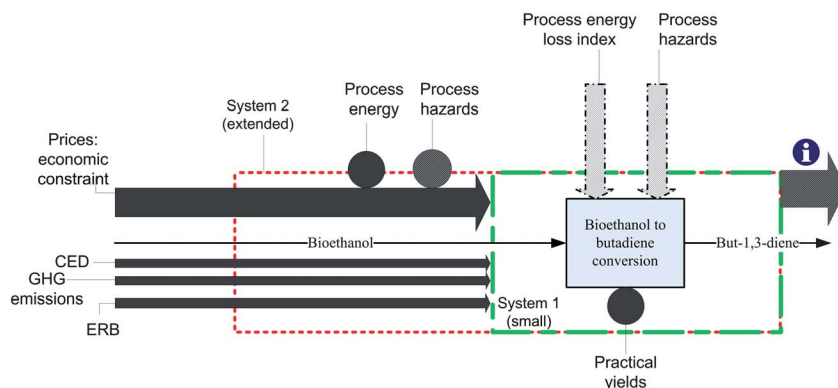 Process energy
loss index
Process
hazards
Process
energy
Process
hazards
System 2
(extended)
Prices:
economic
constraint
i
Bioethanol
Bioethanol to
butadiene
conversion
But-1,3-diene
CED
GHG
emissions
ERB
System 1
(small)
Practical
yields